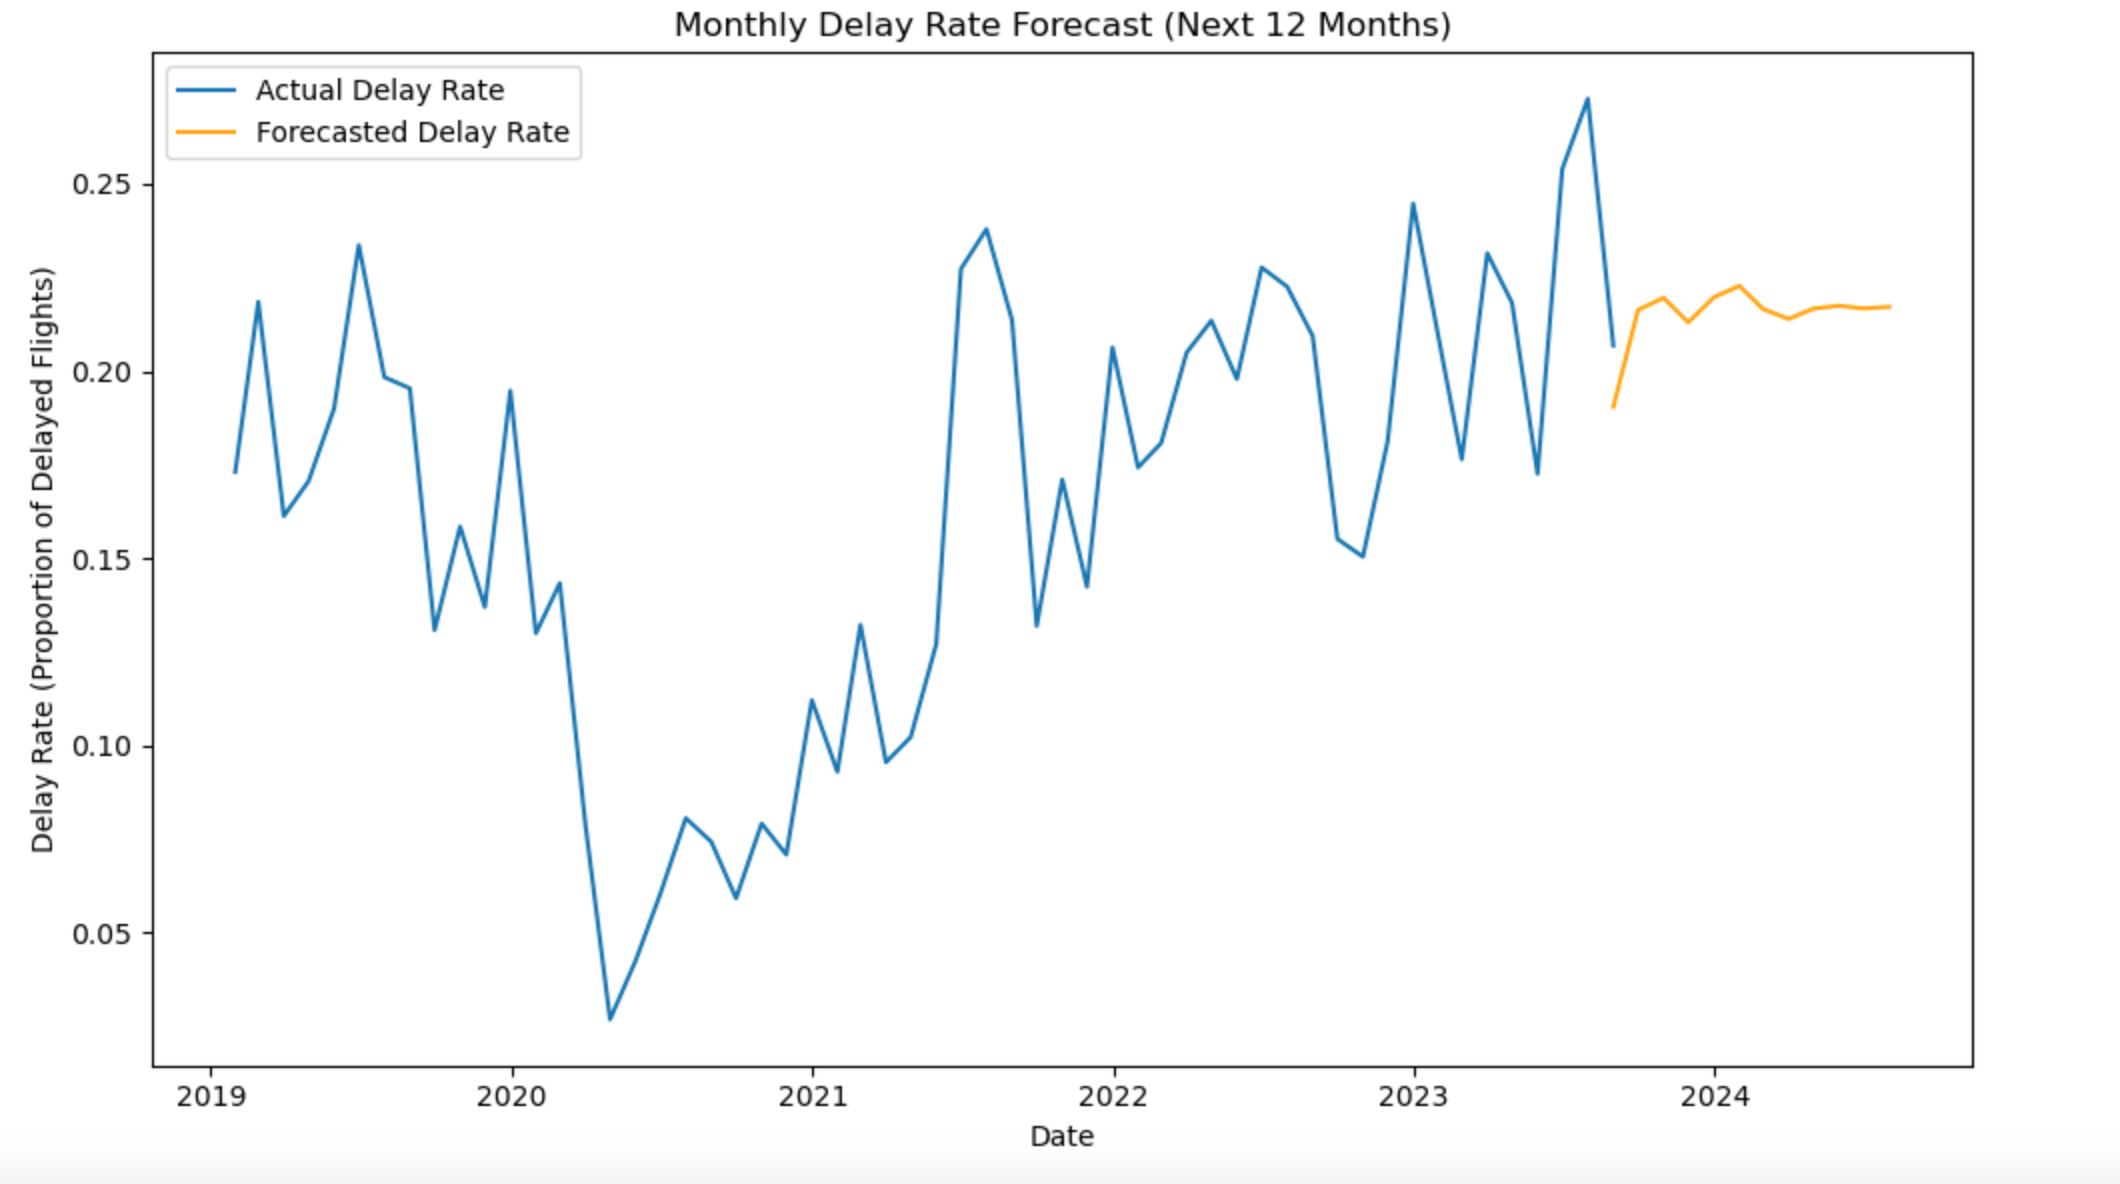 Monthly Delay Rate Forecast (Next 12 Months)
Actual Delay Rate
Forecasted Delay Rate
Delay Rate (Proportion of Delayed Flights)
0.25
0.20
0.15
0.10
0.05
2019 2020 2021 2022 2023 2024
Date